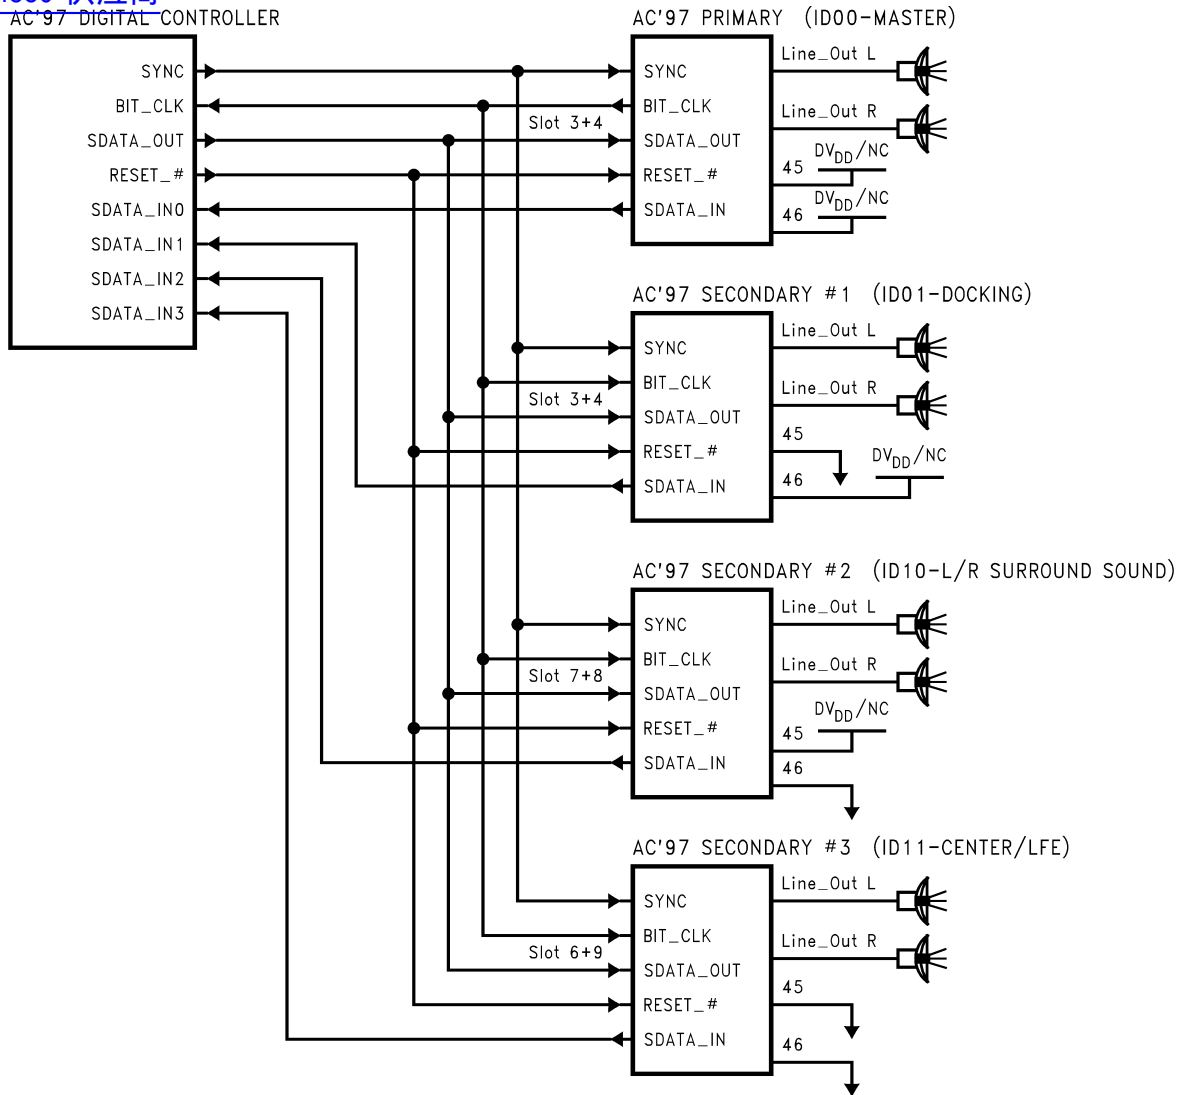 供应商
AC'97 DIGITAL CONTROLLER
SYNC
BIT_CLK
SDATA_OUT
RESET_#
SDATA_IN0
SDATA_IN1
SDATA_IN2
SDATA_IN3
AC'97 PRIMARY (ID00-MASTER)
SYNC
BIT_CLK
Slot 3+4
SDATA_OUT
RESET_#
SDATA_IN
Line_Out L
Line_Out R
45
DVDD/NC
46
DVDD/NC
AC'97 SECONDARY #1 (ID01-DOCKING)
SYNC
BIT_CLK
Slot 3+4
SDATA_OUT
RESET_#
SDATA_IN
Line_Out L
Line_Out R
45
46
DVDD/NC
AC'97 SECONDARY #2 (ID10-L/R SURROUND SOUND)
SYNC
BIT_CLK
Slot 7+8
SDATA_OUT
RESET_#
SDATA_IN
Line_Out L
Line_Out R
DVDD/NC
45
46
AC'97 SECONDARY #3 (ID11-CENTER/LFE)
SYNC
BIT_CLK
Slot 6+9
SDATA_OUT
RESET_#
SDATA_IN
Line_Out L
Line_Out R
45
46